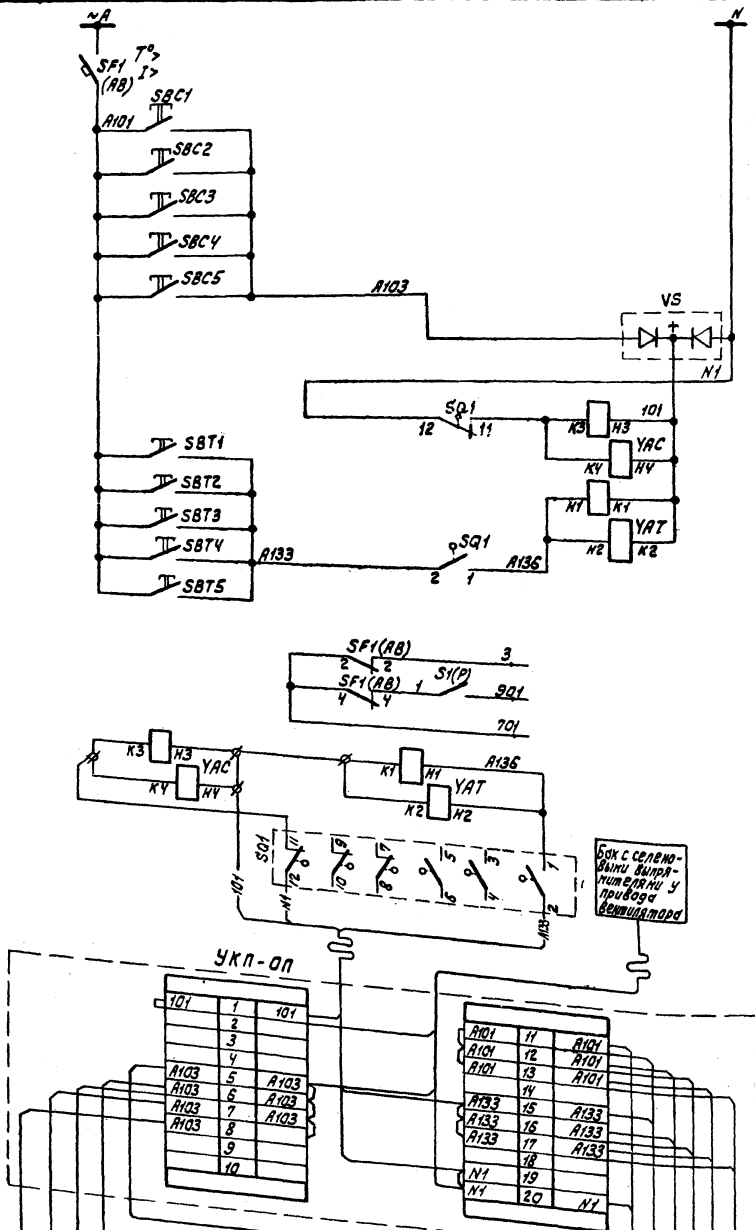 ~A
N
SF1
T°>
I>
(AB)
SBC1
A101
SBC2
SBC3
SBC4
SBC5
A103
VS
+
N1
SQ1
12
11
K3
H3
101
YAC
K4
H4
H1
K1
YAT
H2
K2
SBT1
SBT2
SBT3
SBT4
SBT5
A133
SQ1
2
1
A136
SF1(AB)
2
2
3
SF1(AB)
4
4
1
S1(P)
901
701
K3
H3
YAC
K4
H4
K1
H1
A136
YAT
K2
H2
SQ1
11
9
7
5
3
1
12
10
8
6
4
2
101
N1
A133
Бак с селено-
выми выпря-
мителями у
привода
вентилятора
УКП-ОП
101 1 101
2
3
4
A103 5 A103
A103 6 A103
A103 7 A103
A103 8
9
10
A101 11 A101
A101 12 A101
A101 13 A101
14
A133 15 A133
A133 16 A133
A133 17 A133
18
N1 19
N1 20 N1